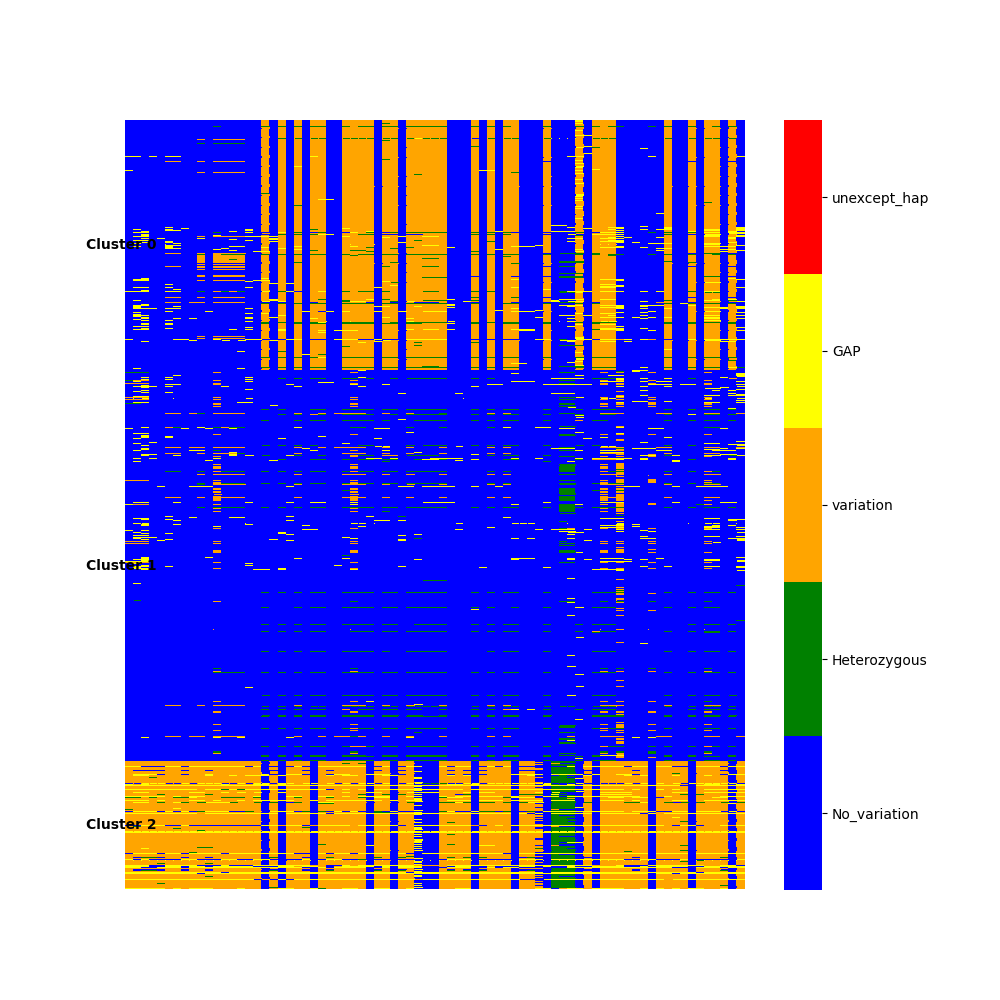 Cluster 0
Cluster 1
Cluster 2
unexcept_hap
GAP
variation
Heterozygous
No_variation